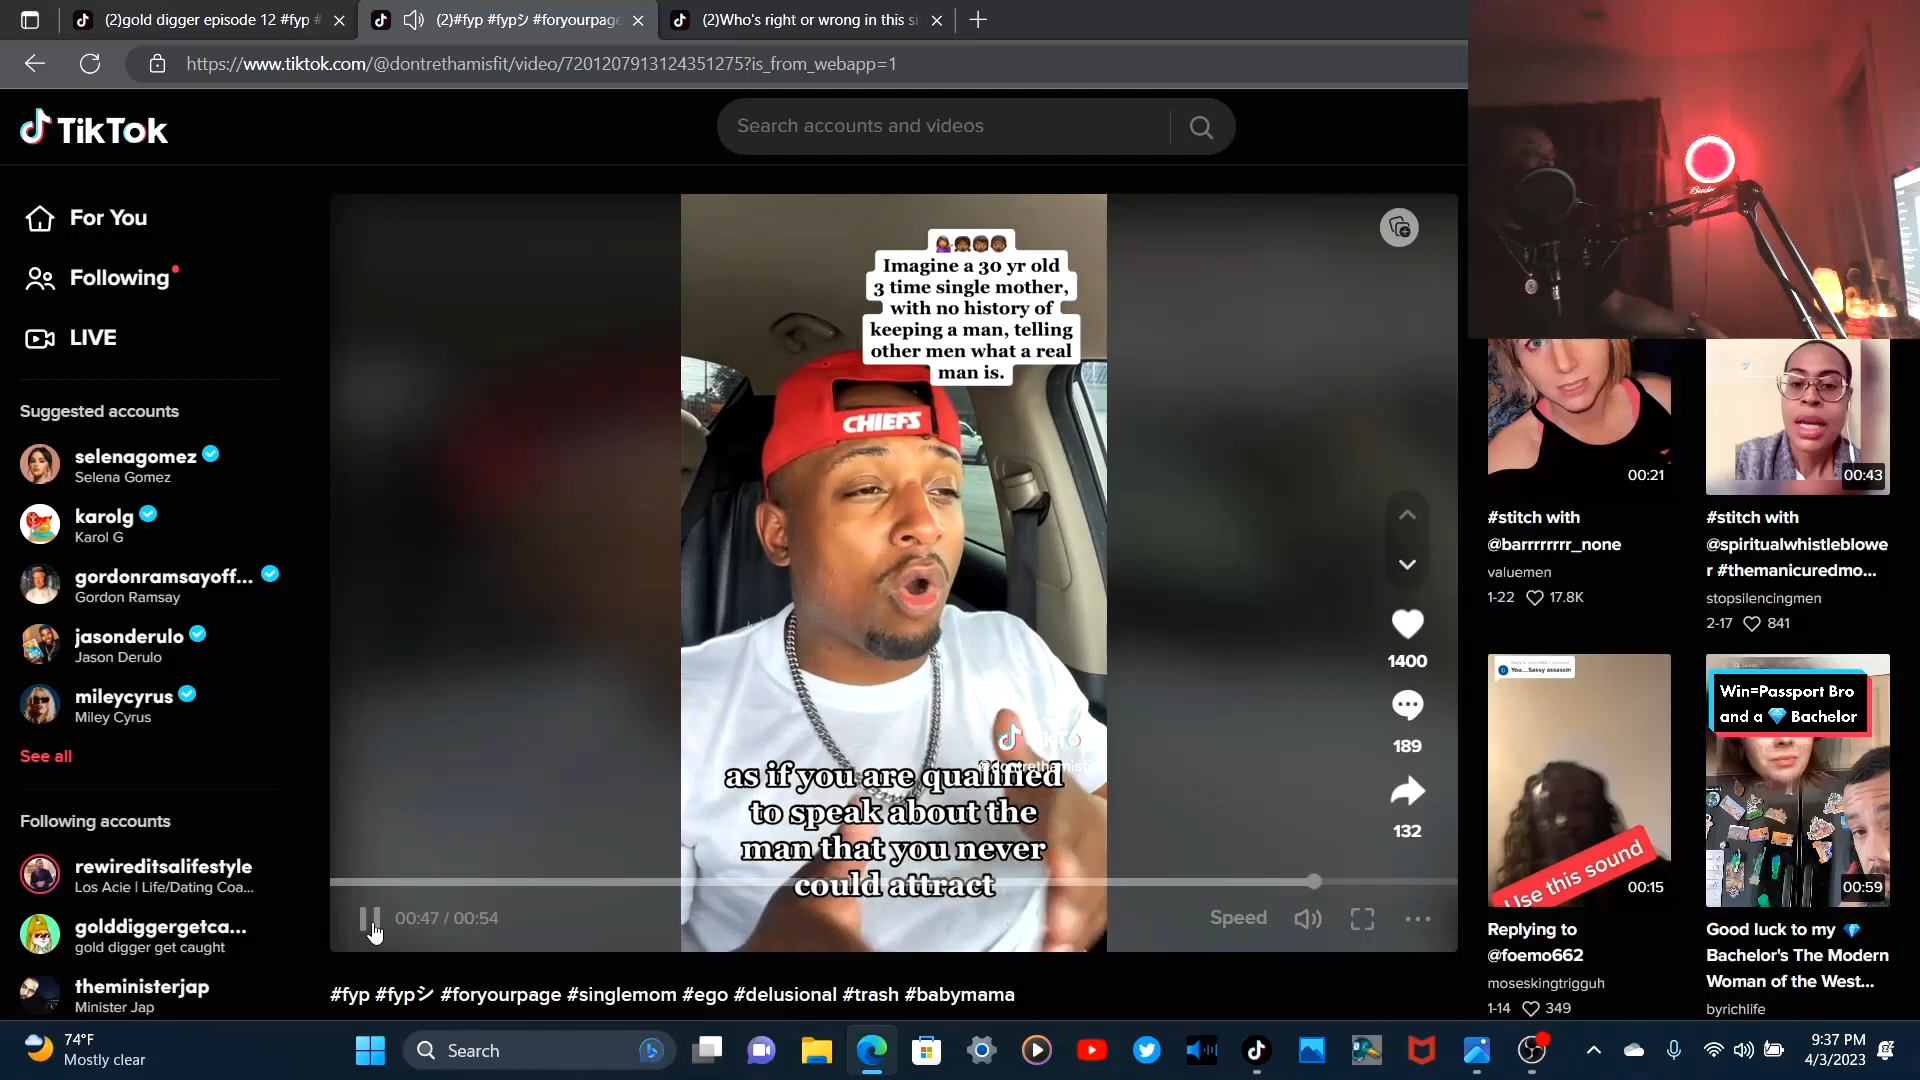 (2)gold digger episode 12 #fyp #
(2)#fyp #fypシ #foryourpage
(2)Who's right or wrong in this si
https://www.tiktok.com/@dontrethamisfit/video/7201207913124351275?is_from_webapp=1
TikTok
Search accounts and videos
For You
Following
LIVE
Suggested accounts
selenagomez
Selena Gomez
karolg
Karol G
gordonramsayoff...
Gordon Ramsay
jasonderulo
Jason Derulo
mileycyrus
Miley Cyrus
See all
Following accounts
rewireditsalifestyle
Los Acie | Life/Dating Coa...
golddiggergetca...
gold digger get caught
theministerjap
Minister Jap
Imagine a 30 yr old
3 time single mother,
with no history of
keeping a man, telling
other men what a real
man is.
CHIEFS
TikTok
@dontrethamisfit
as if you are qualified
to speak about the
man that you never
could attract
1400
189
132
00:47 / 00:54
Speed
#fyp #fypシ #foryourpage #singlemom #ego #delusional #trash #babymama
00:21
#stitch with
@barrrrrrrr_none
valuemen
1-22 17.8K
00:43
#stitch with
@spiritualwhistleblowe
r #themanicuredmo...
stopsilencingmen
2-17 841
You...Sassy assassin
Use this sound
00:15
Replying to
@foemo662
moseskingtrigguh
1-14 349
Win=Passport Bro
and a 💎 Bachelor
00:59
Good luck to my 💎
Bachelor's The Modern
Woman of the West...
byrichlife
74°F
Mostly clear
Search
9:37 PM
4/3/2023